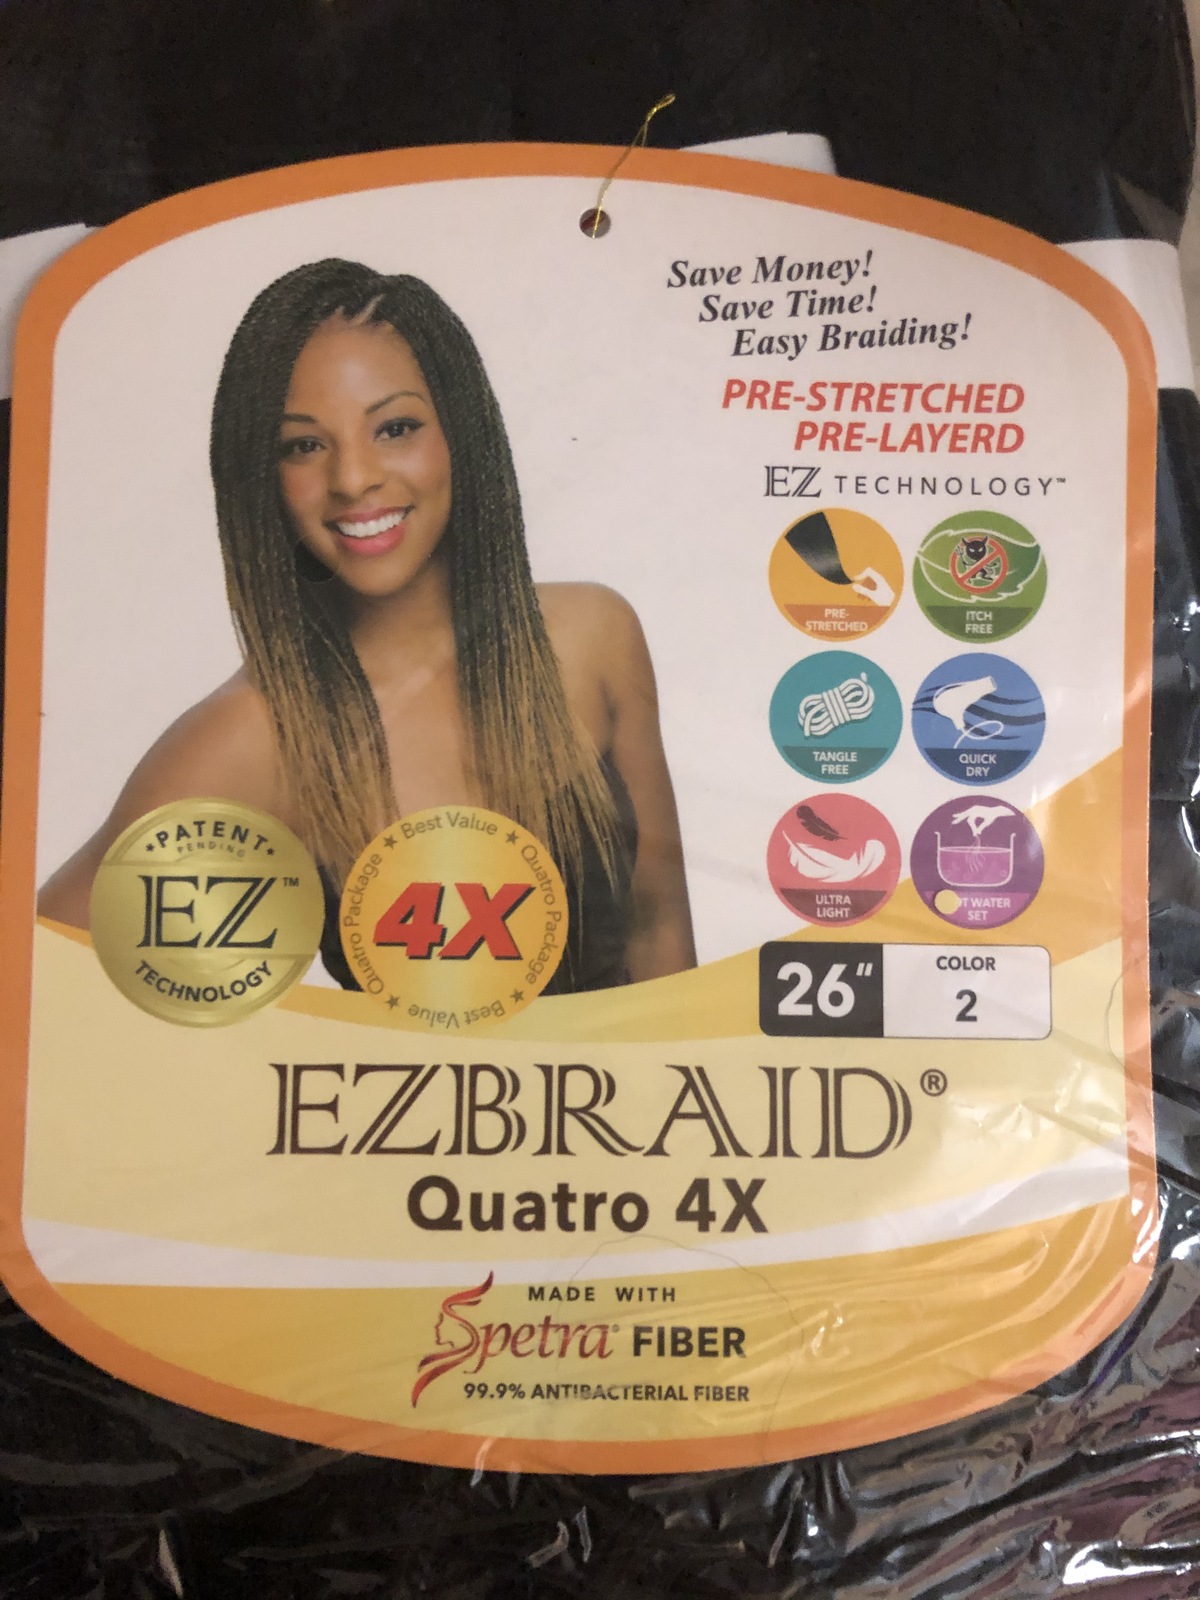 Save Money!
Save Time!
Easy Braiding!
PRE-STRETCHED
PRE-LAYERD
EZ TECHNOLOGY™
PRE-
STRETCHED
ITCH
FREE
TANGLE
FREE
QUICK
DRY
ULTRA
LIGHT
WATER
SET
★PATENT★
PENDING
EZ™
TECHNOLOGY
★ Best Value ★ Quatro Package ★ Best Value ★ Quatro Package
4X
26"
COLOR
2
EZBRAID®
Quatro 4X
MADE WITH
Spetra® FIBER
99.9% ANTIBACTERIAL FIBER